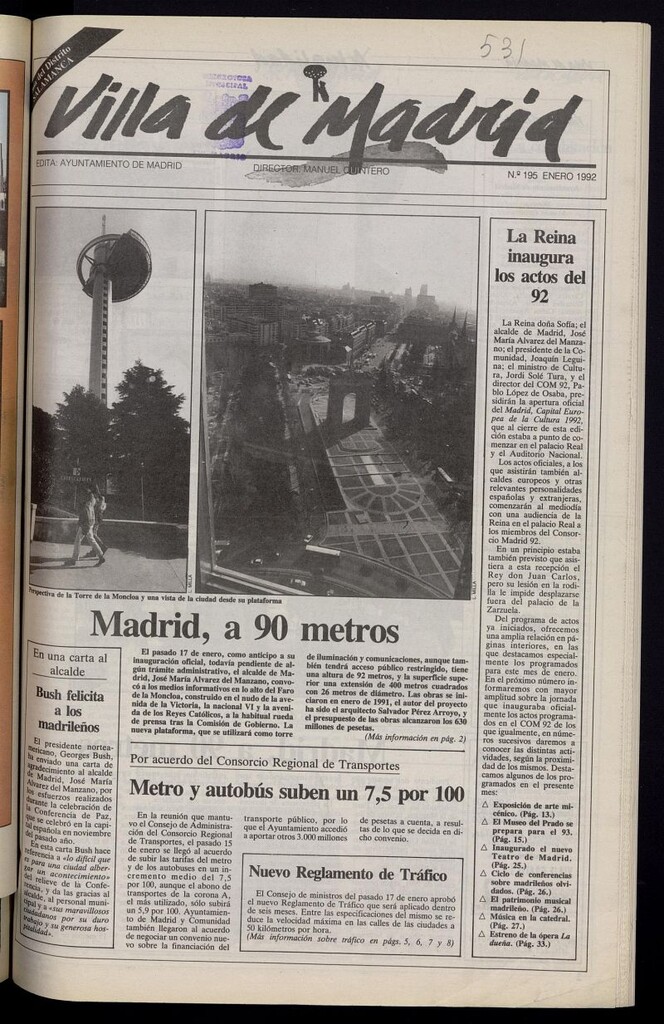 531
del Distrito
SALAMANCA
HEMEROTECA
MUNICIPAL
Villa de Madrid
EDITA: AYUNTAMIENTO DE MADRID
DIRECTOR: MANUEL QUINTERO
N.º 195 ENERO 1992
Perspectiva de la Torre de la Moncloa y una vista de la ciudad desde su plataforma
L. MILLA
L. MILLA
Madrid, a 90 metros
El pasado 17 de enero, como anticipo a su
inauguración oficial, todavía pendiente de al-
gún trámite administrativo, el alcalde de Ma-
drid, José María Alvarez del Manzano, convo-
có a los medios informativos en lo alto del Faro
de la Moncloa, construido en el nudo de la aveni-
da de la Victoria, la nacional VI y la aveni-
da de los Reyes Católicos, a la habitual rueda
de prensa tras la Comisión de Gobierno. La
nueva plataforma, que se utilizará como torre
de iluminación y comunicaciones, aunque tam-
bién tendrá acceso público restringido, tiene
una altura de 92 metros, y la superficie supe-
rior una extensión de 400 metros cuadrados
con 26 metros de diámetro. Las obras se ini-
ciaron en enero de 1991, el autor del proyecto
ha sido el arquitecto Salvador Pérez Arroyo, y
el presupuesto de las obras alcanzaron los 630
millones de pesetas.
(Más información en pág. 2)
En una carta al
alcalde
Bush felicita
a los
madrileños
El presidente nortea-
mericano, Georges Bush,
ha enviado una carta de
agradecimiento al alcalde
de Madrid, José María
Alvarez del Manzano, por
los esfuerzos realizados
durante la celebración de
la Conferencia de Paz,
que se celebró en la capi-
tal española en noviembre
del pasado año.
En esta carta Bush hace
referencia a «lo difícil que
es para una ciudad alber-
gar un acontecimiento»
del relieve de la Confe-
rencia, y da las gracias al
alcalde, al personal muni-
cipal y a «sus maravillosos
ciudadanos por su duro
trabajo y su generosa hos-
pitalidad».
Por acuerdo del Consorcio Regional de Transportes
Metro y autobús suben un 7,5 por 100
En la reunión que mantu-
vo el Consejo de Adminis-
tración del Consorcio Regional
de Transportes, el pasado 15
de enero se llegó al acuerdo
de subir las tarifas del metro
y de los autobuses en un in-
cremento medio del 7,5
por 100, aunque el abono de
transportes de la corona A,
el más utilizado, sólo subirá
un 5,9 por 100. Ayuntamien-
to de Madrid y Comunidad
también llegaron al acuerdo
de negociar un convenio nue-
vo sobre la financiación del
transporte público, por lo
que el Ayuntamiento accedió
a aportar otros 3.000 millones
de pesetas a cuenta, a resul-
tas de lo que se decida en di-
cho convenio.
Nuevo Reglamento de Tráfico
El Consejo de ministros del pasado 17 de enero aprobó
el nuevo Reglamento de Tráfico que será aplicado dentro
de seis meses. Entre las especificaciones del mismo se re-
duce la velocidad máxima en las calles de las ciudades a
50 kilómetros por hora.
(Más información sobre tráfico en págs. 5, 6, 7 y 8)
La Reina
inaugura
los actos del
92
La Reina doña Sofía; el
alcalde de Madrid, José
María Alvarez del Manza-
no; el presidente de la Co-
munidad, Joaquín Legui-
na; el ministro de Cultu-
ra, Jordi Solé Tura, y el
director del COM 92, Pa-
blo López de Osaba, pre-
sidirán la apertura oficial
del Madrid, Capital Euro-
pea de la Cultura 1992,
que al cierre de esta edi-
ción estaba a punto de co-
menzar en el palacio Real
y el Auditorio Nacional.
Los actos oficiales, a los
que asistirán también al-
caldes europeos y otras
relevantes personalidades
españolas y extranjeras,
comenzarán al mediodía
con una audiencia de la
Reina en el palacio Real a
los miembros del Consor-
cio Madrid 92.
En un principio estaba
también previsto que asis-
tiera a esta recepción el
Rey don Juan Carlos,
pero su lesión en la rodi-
lla le impide desplazarse
fuera del palacio de la
Zarzuela.
Del programa de actos
ya iniciados, ofrecemos
una amplia relación en pá-
ginas interiores, en las
que destacamos especial-
mente los programados
para este mes de enero.
En el próximo número
informaremos con mayor
amplitud sobre la jornada
que inauguraba oficial-
mente los actos programa-
dos en el COM 92 de los
que igualmente, en núme-
ros sucesivos daremos a
conocer las distintas acti-
vidades, según la proximi-
dad de los mismos. Desta-
camos algunos de los pro-
gramados en el presente
mes:
△ Exposición de arte mi-
cénico. (Pág. 13.)
△ El Museo del Prado se
prepara para el 93.
(Pág. 15.)
△ Inaugurado el nuevo
Teatro de Madrid.
(Pág. 25.)
△ Ciclo de conferencias
sobre madrileños olvi-
dados. (Pág. 26.)
△ El patrimonio musical
madrileño. (Pág. 26.)
△ Música en la catedral.
(Pág. 27.)
△ Estreno de la ópera La
dueña. (Pág. 33.)